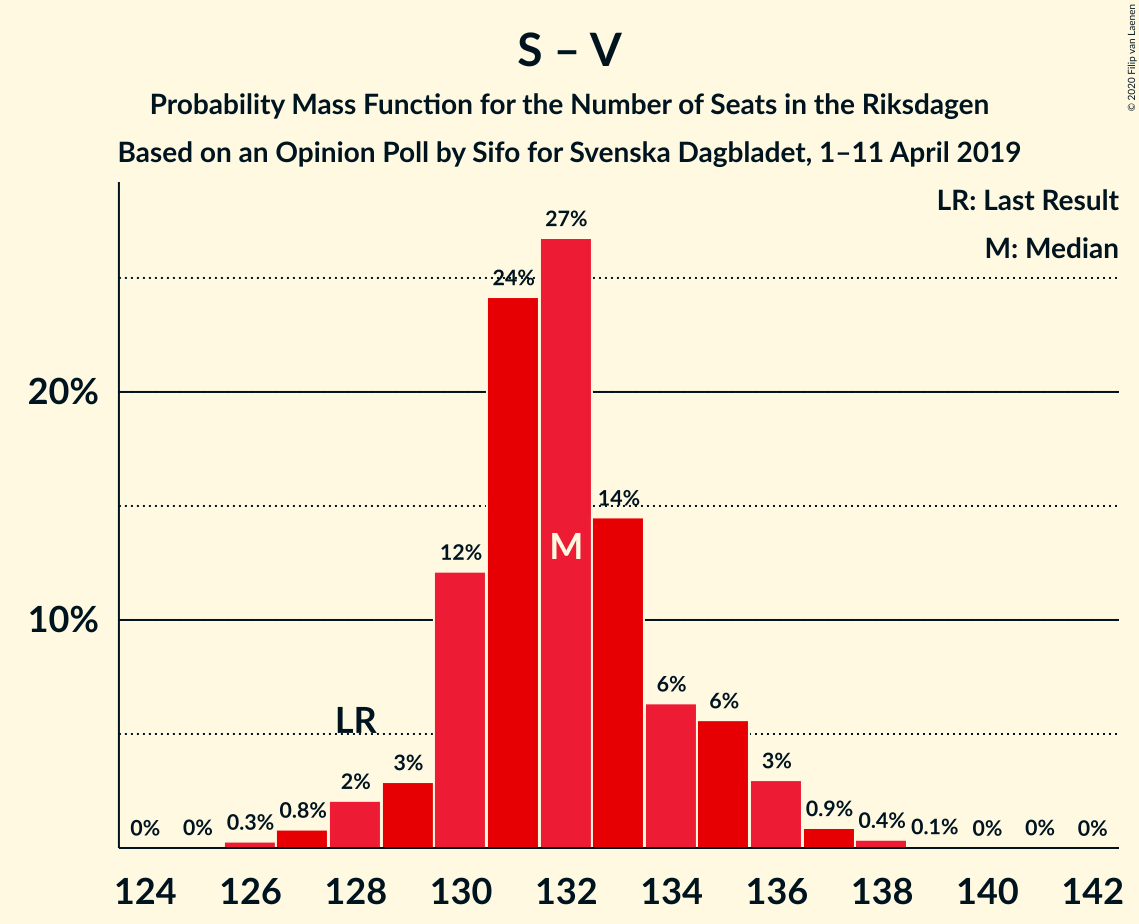 © 2020 Filip van Laenen
S – V
Probability Mass Function for the Number of Seats in the Riksdagen
Based on an Opinion Poll by Sifo for Svenska Dagbladet, 1–11 April 2019
LR: Last Result
M: Median
20%
10%
0%
0%
0.3%
0.8%
2%
LR
3%
12%
24%
27%
M
14%
6%
6%
3%
0.9%
0.4%
0.1%
0%
0%
0%
124 126 128 130 132 134 136 138 140 142